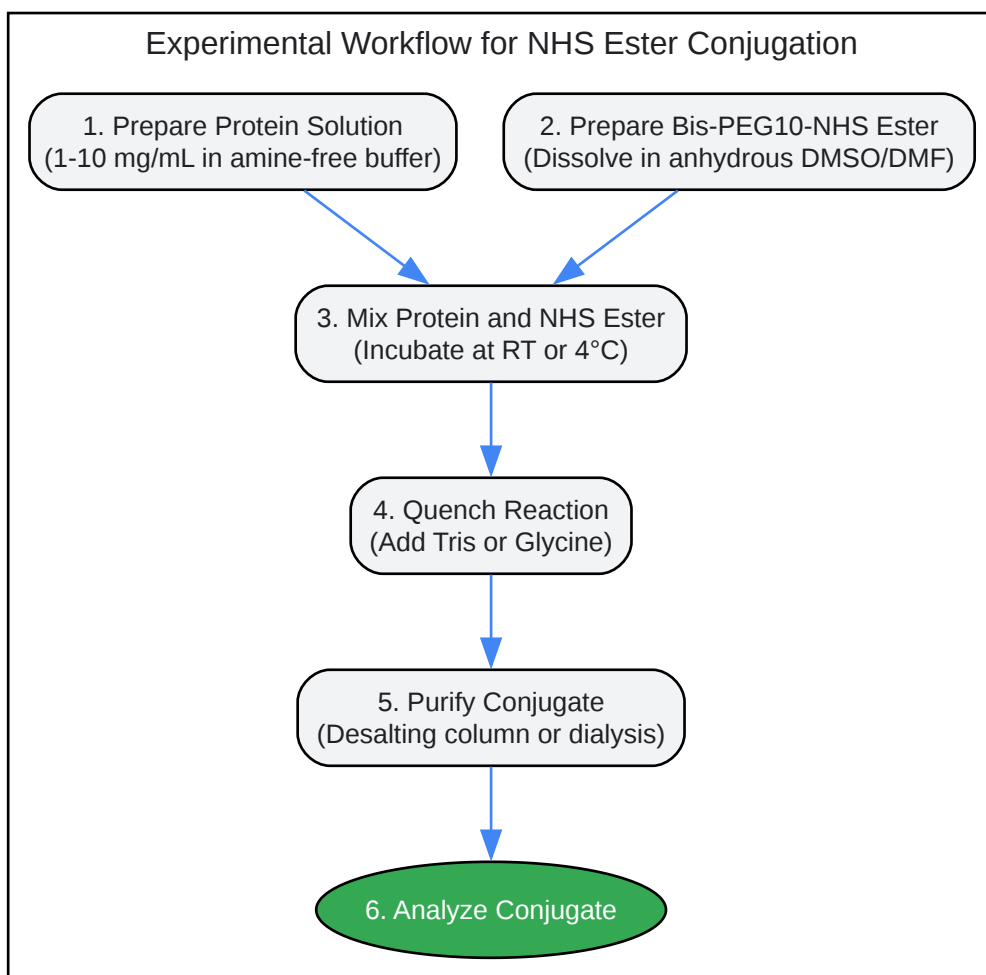 Experimental Workflow for NHS Ester Conjugation
1. Prepare Protein Solution
(1-10 mg/mL in amine-free buffer)
2. Prepare Bis-PEG10-NHS Ester
(Dissolve in anhydrous DMSO/DMF)
3. Mix Protein and NHS Ester
(Incubate at RT or 4°C)
4. Quench Reaction
(Add Tris or Glycine)
5. Purify Conjugate
(Desalting column or dialysis)
6. Analyze Conjugate